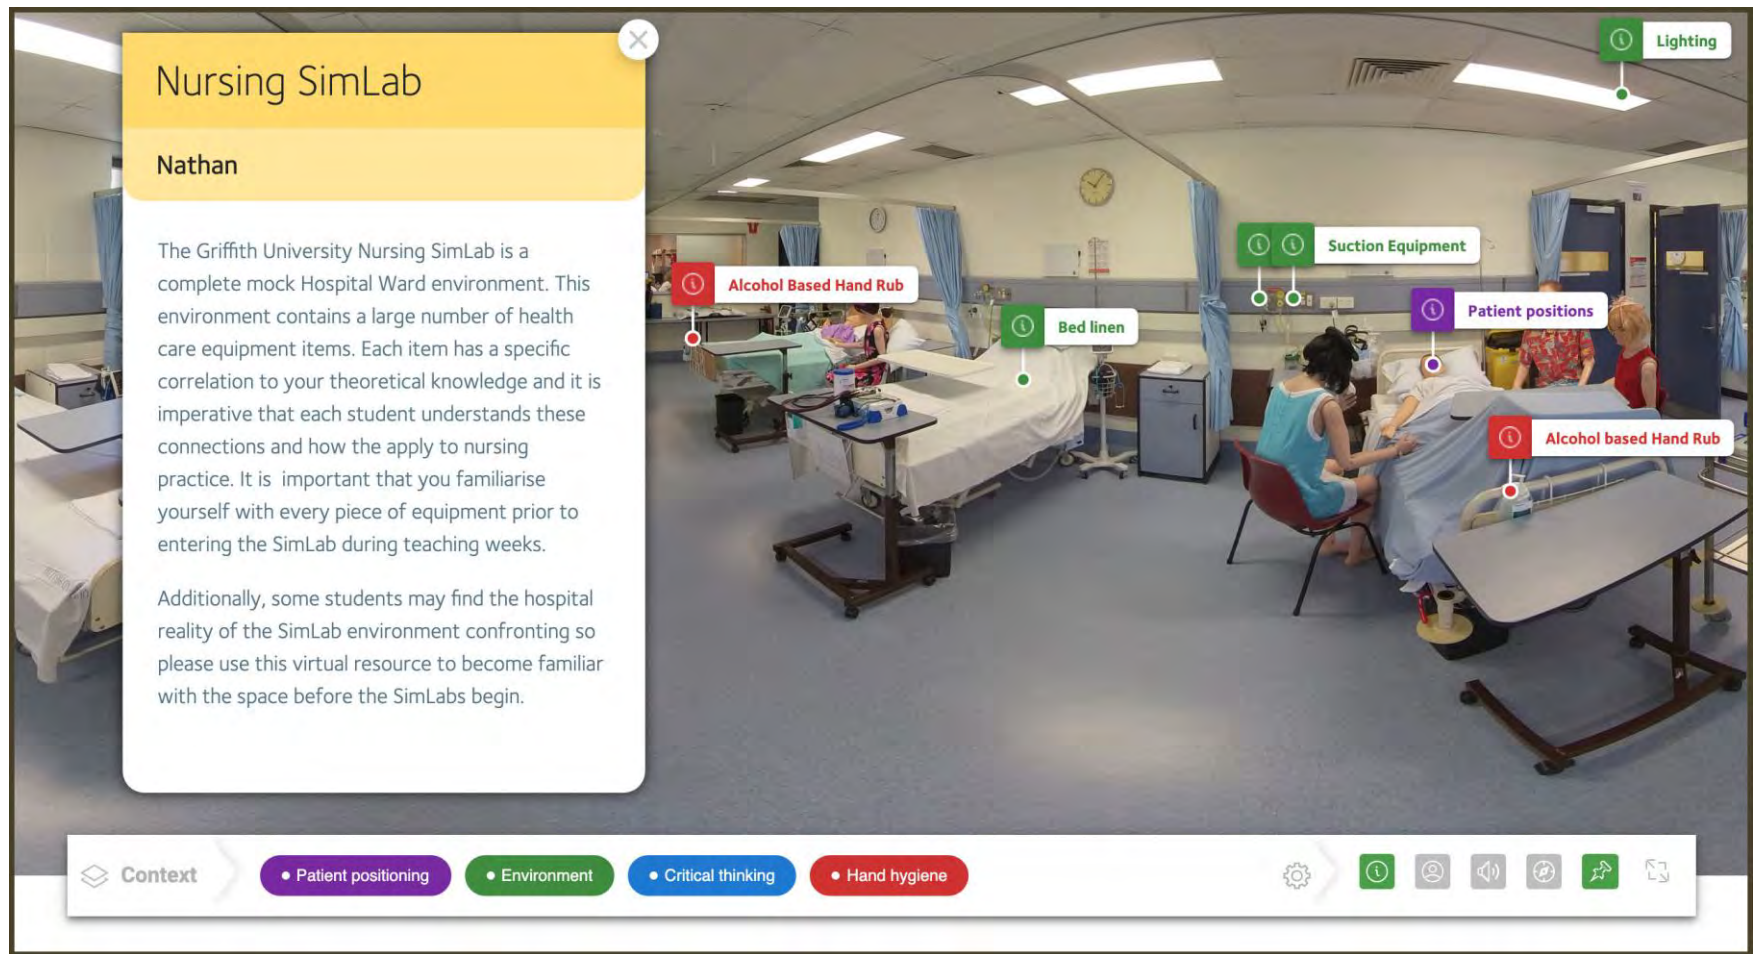 Nursing SimLab
Nathan
The Griffith University Nursing SimLab is a
complete mock Hospital Ward environment. This
environment contains a large number of health
care equipment items. Each item has a specific
correlation to your theoretical knowledge and it is
imperative that each student understands these
connections and how the apply to nursing
practice. It is  important that you familiarise
yourself with every piece of equipment prior to
entering the SimLab during teaching weeks.
Additionally, some students may find the hospital
reality of the SimLab environment confronting so
please use this virtual resource to become familiar
with the space before the SimLabs begin.
Lighting
Suction Equipment
Alcohol Based Hand Rub
Patient positions
Bed linen
Alcohol based Hand Rub
Context
Patient positioning
Environment
Critical thinking
Hand hygiene